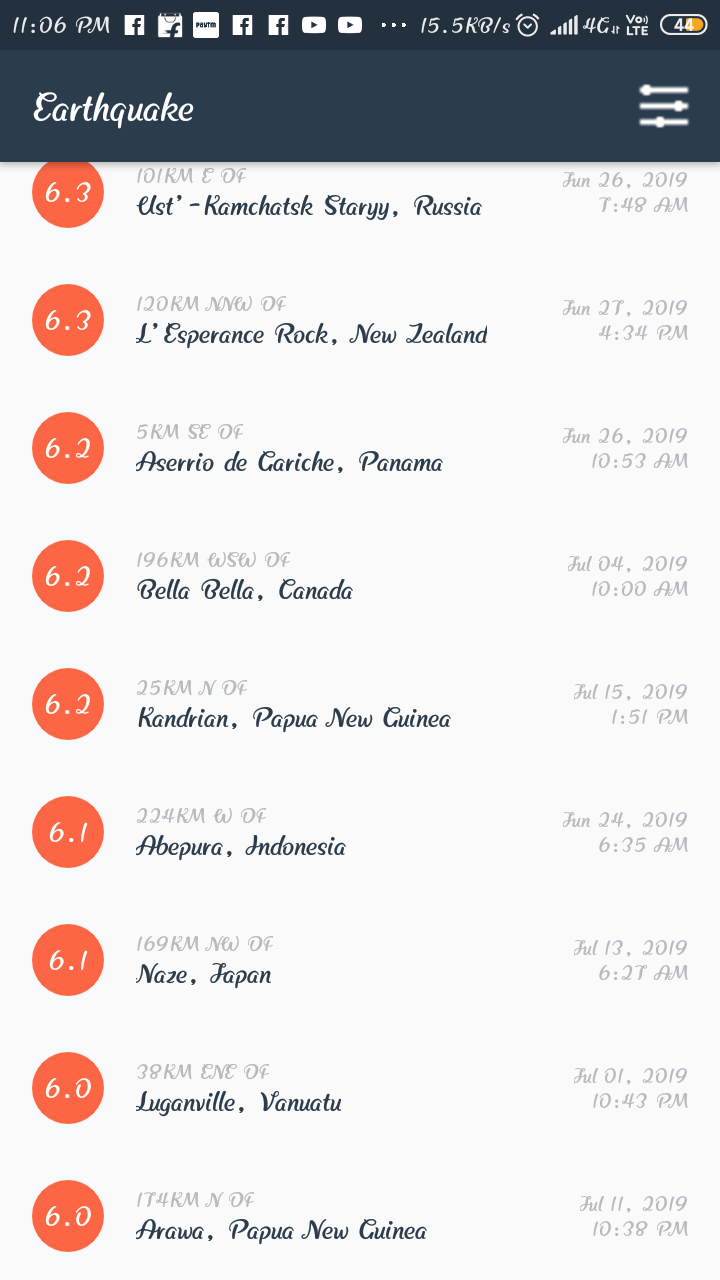 11:06 PM paytm ... 15.5KB/s 4G VoLTE 44
Earthquake
6.3
101KM E OF
Ust'-Kamchatsk Staryy, Russia
Jun 26, 2019
7:48 AM
6.3
120KM NNW OF
L'Esperance Rock, New Zealand
Jun 27, 2019
4:34 PM
6.2
5KM SE OF
Aserrio de Gariche, Panama
Jun 26, 2019
10:53 AM
6.2
196KM WSW OF
Bella Bella, Canada
Jul 04, 2019
10:00 AM
6.2
25KM N OF
Kandrian, Papua New Guinea
Jul 15, 2019
1:51 PM
6.1
224KM W OF
Abepura, Indonesia
Jun 24, 2019
6:35 AM
6.1
169KM NW OF
Naze, Japan
Jul 13, 2019
6:27 AM
6.0
38KM ENE OF
Luganville, Vanuatu
Jul 01, 2019
10:43 PM
6.0
174KM N OF
Arawa, Papua New Guinea
Jul 11, 2019
10:38 PM